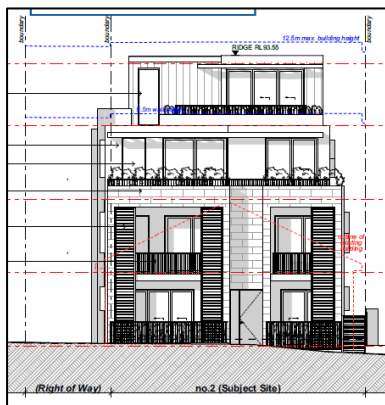 boundary
boundary
boundary
12.5m max. building height
RIDGE RL93.55
outline of
existing
building
(Right of Way)
no.2 (Subject Site)